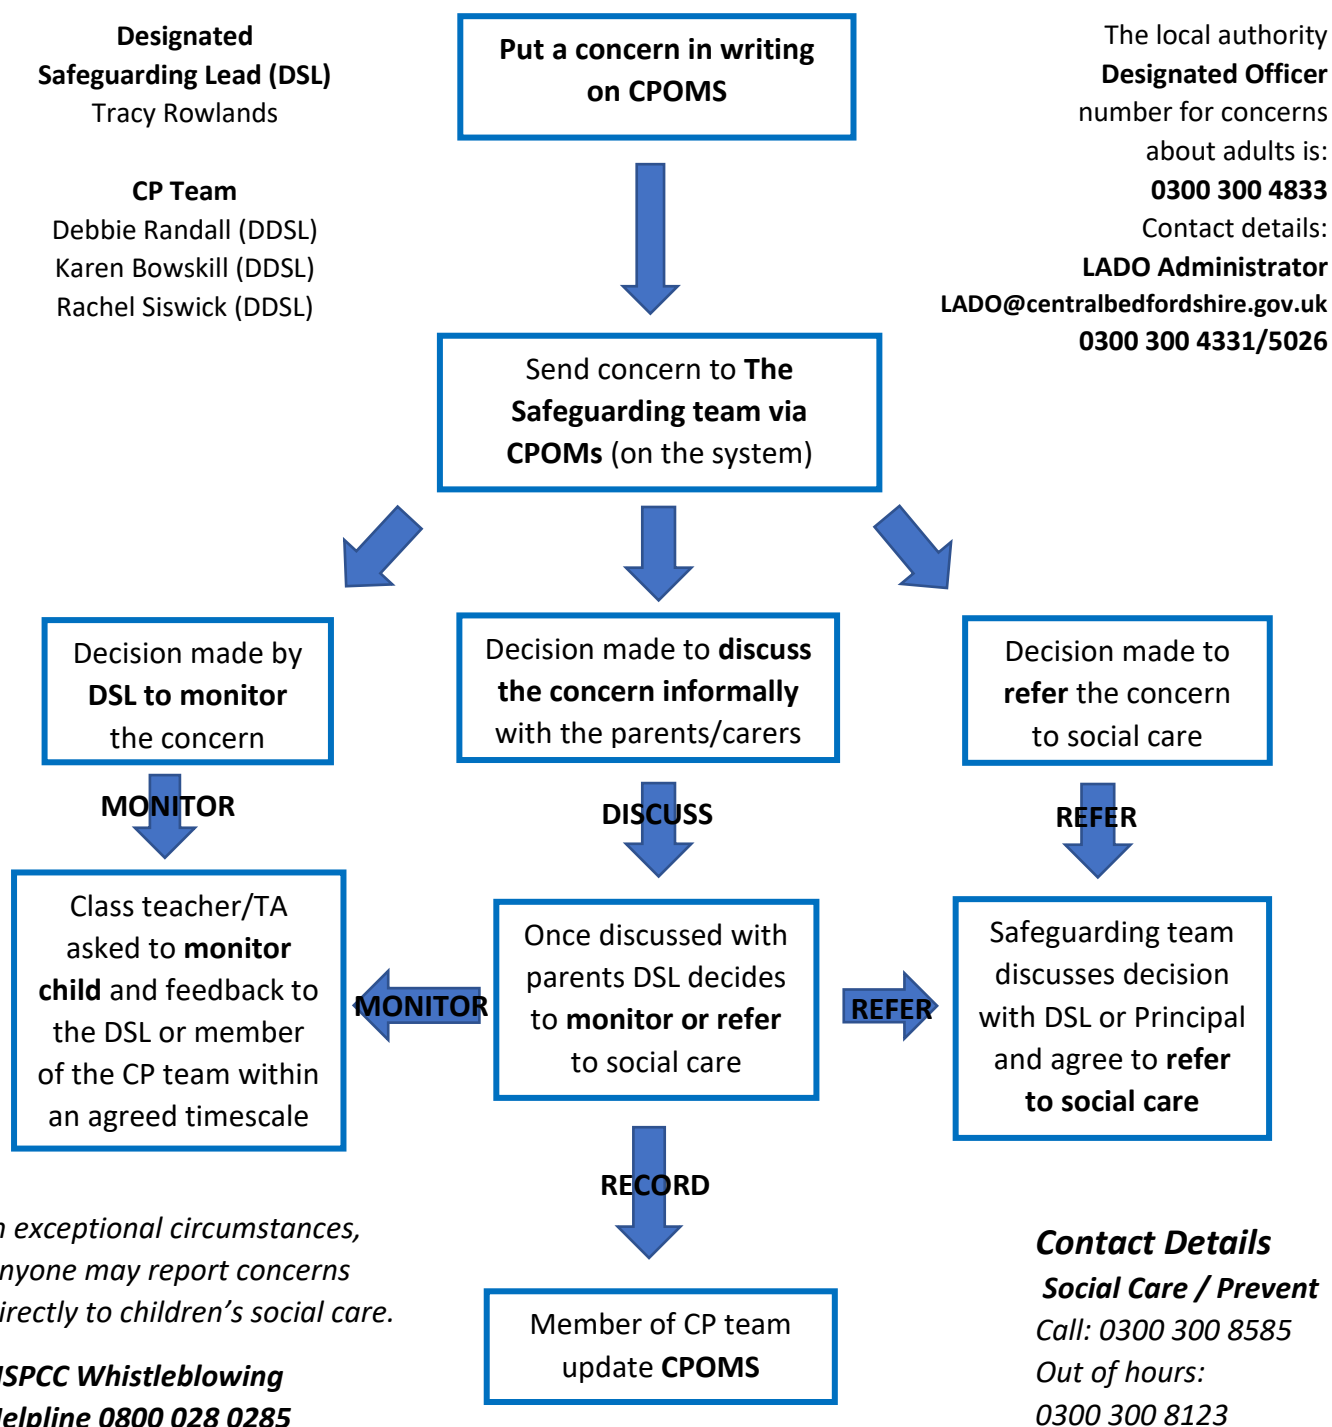 Designated
Safeguarding Lead (DSL)
Tracy Rowlands
CP Team
Debbie Randall (DDSL)
Karen Bowskill (DDSL)
Rachel Siswick (DDSL)
Put a concern in writing
on CPOMS
The local authority
Designated Officer
number for concerns
about adults is:
0300 300 4833
Contact details:
LADO Administrator
LADO@centralbedfordshire.gov.uk
0300 300 4331/5026
Send concern to The
Safeguarding team via
CPOMs (on the system)
Decision made by
DSL to monitor
the concern
Decision made to discuss
the concern informally
with the parents/carers
Decision made to
refer the concern
to social care
MONITOR
DISCUSS
REFER
Class teacher/TA
asked to monitor
child and feedback to
the DSL or member
of the CP team within
an agreed timescale
MONITOR
Once discussed with
parents DSL decides
to monitor or refer
to social care
REFER
Safeguarding team
discusses decision
with DSL or Principal
and agree to refer
to social care
RECORD
n exceptional circumstances,
nyone may report concerns
irectly to children's social care.
ISPCC Whistleblowing
Helpline 0800 028 0285
Member of CP team
update CPOMS
Contact Details
Social Care / Prevent
Call: 0300 300 8585
Out of hours:
0300 300 8123